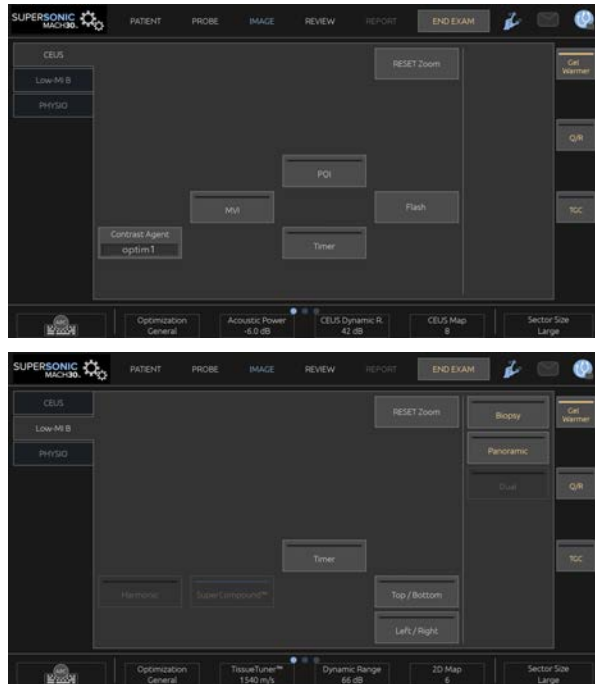 SUPERSONIC MACH30. PATIENT PROBE IMAGE REVIEW REPORT END EXAM
CEUS
RESET Zoom
Gel Warmer
Low-MI B
PHYSIO
Q/R
POI
MVI
Flash
TGC
Contrast Agent
optim1
Timer
Optimization Acoustic Power CEUS Dynamic R. CEUS Map Sector Size
General -6.0 dB 42 dB 8 Large
SUPERSONIC MACH30. PATIENT PROBE IMAGE REVIEW REPORT END EXAM
CEUS
RESET Zoom
Biopsy
Gel Warmer
Low-MI B
PHYSIO
Panoramic
Dual
Q/R
Timer
TGC
Harmonic
SuperCompound™
Top / Bottom
Left / Right
Optimization TissueTuner™ Dynamic Range 2D Map Sector Size
General 1540 m/s 66 dB 6 Large